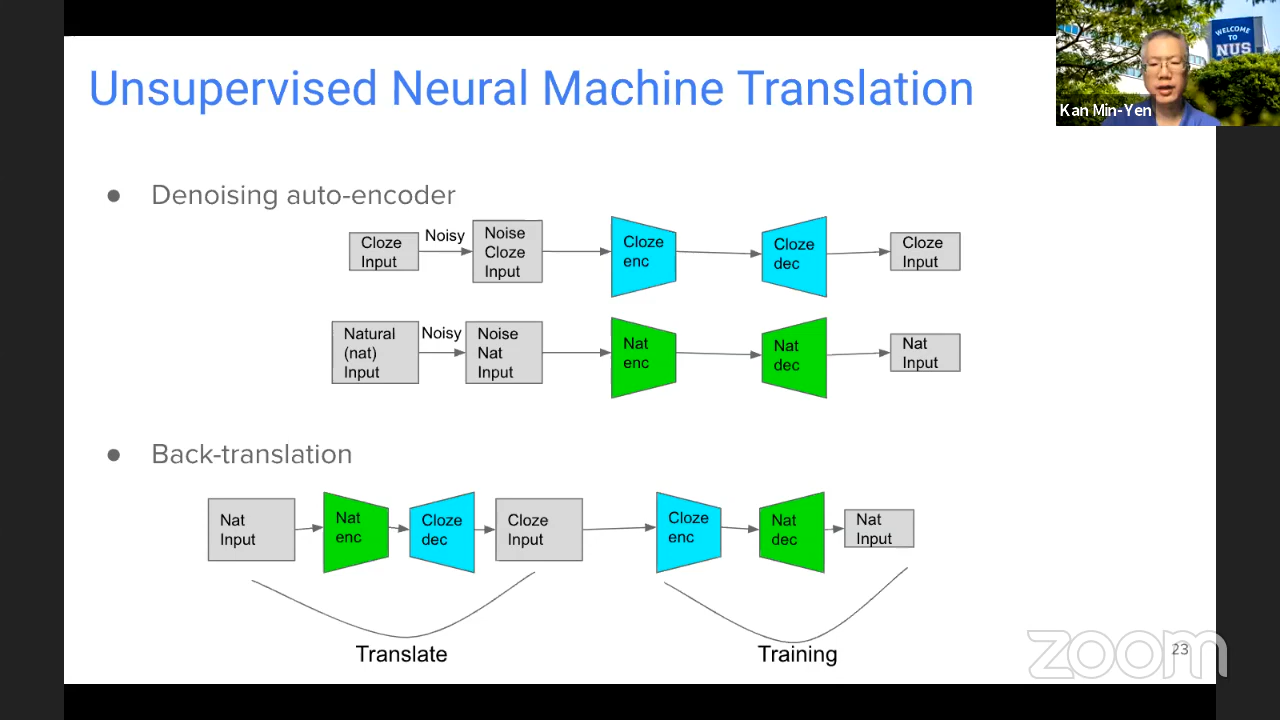 Unsupervised Neural Machine Translation
WELCOME
TO
NUS
Kan Min-Yen
● Denoising auto-encoder
Cloze
Input
Noisy
Noise
Cloze
Input
Cloze
enc
Cloze
dec
Cloze
Input
Natural
(nat)
Input
Noisy
Noise
Nat
Input
Nat
enc
Nat
dec
Nat
Input
● Back-translation
Nat
Input
Nat
enc
Cloze
dec
Cloze
Input
Cloze
enc
Nat
dec
Nat
Input
Translate
Training
zoom
23